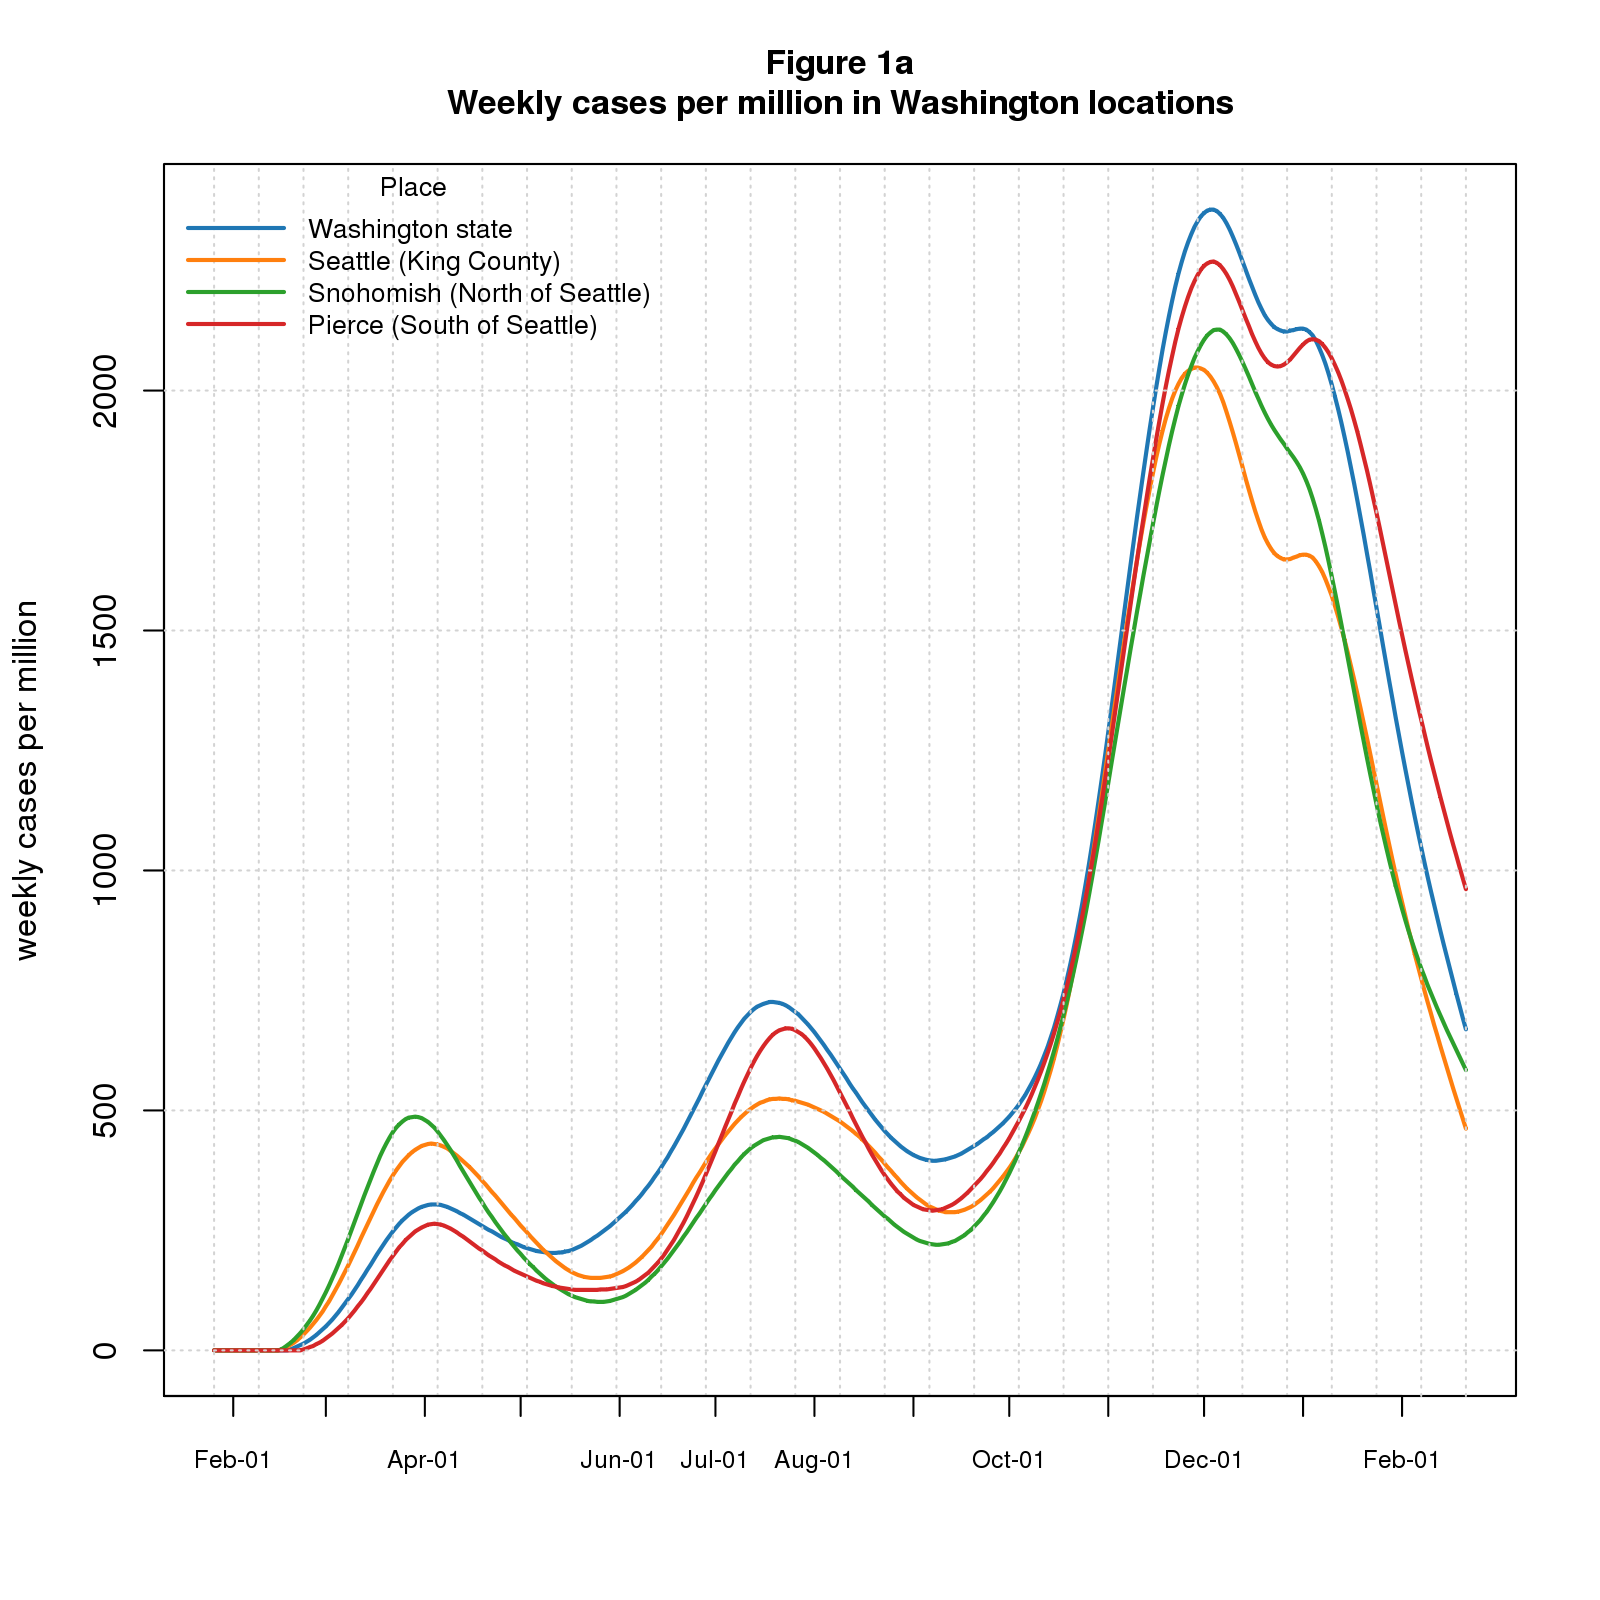 Figure 1a
Weekly cases per million in Washington locations
Place
Washington state
Seattle (King County)
Snohomish (North of Seattle)
Pierce (South of Seattle)
weekly cases per million
2000
1500
1000
500
0
Feb-01 Apr-01 Jun-01 Jul-01 Aug-01 Oct-01 Dec-01 Feb-01